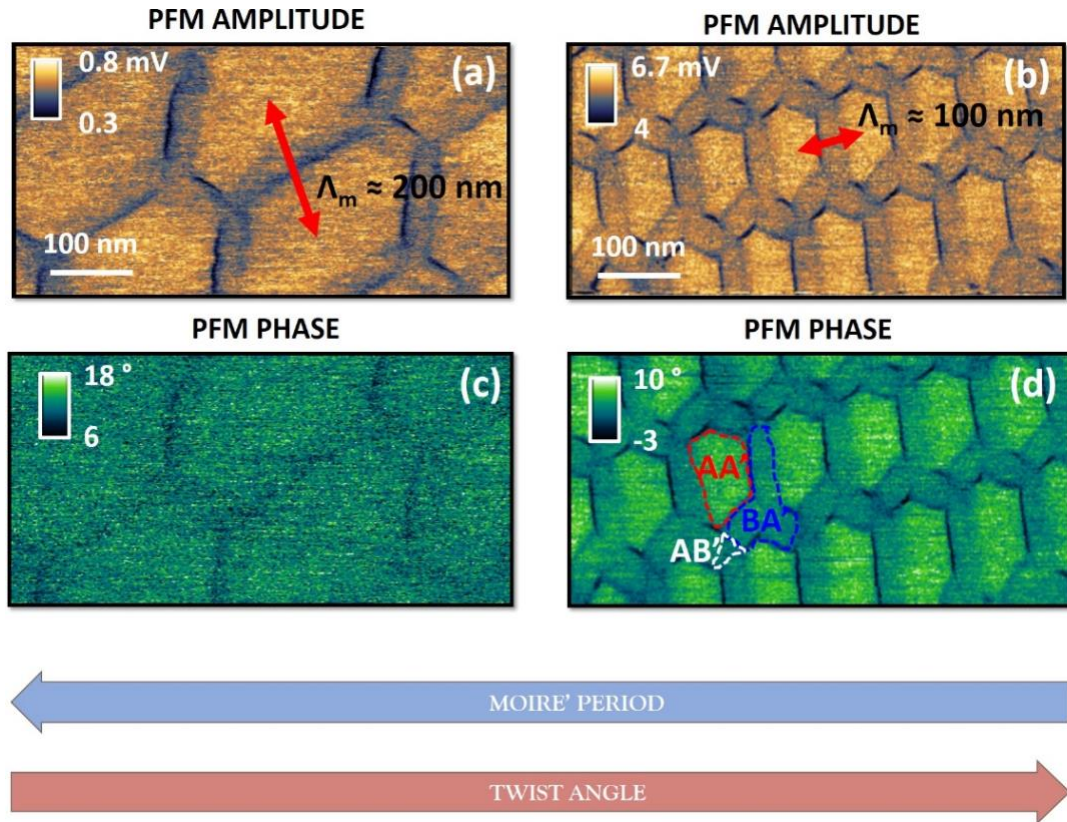 PFM AMPLITUDE
0.8 mV
0.3
(a)
Λm ≈ 200 nm
100 nm
PFM AMPLITUDE
6.7 mV
4
(b)
Λm ≈ 100 nm
100 nm
PFM PHASE
18 °
6
(c)
PFM PHASE
10 °
-3
(d)
AA'
BA'
AB'
MOIRE' PERIOD
TWIST ANGLE